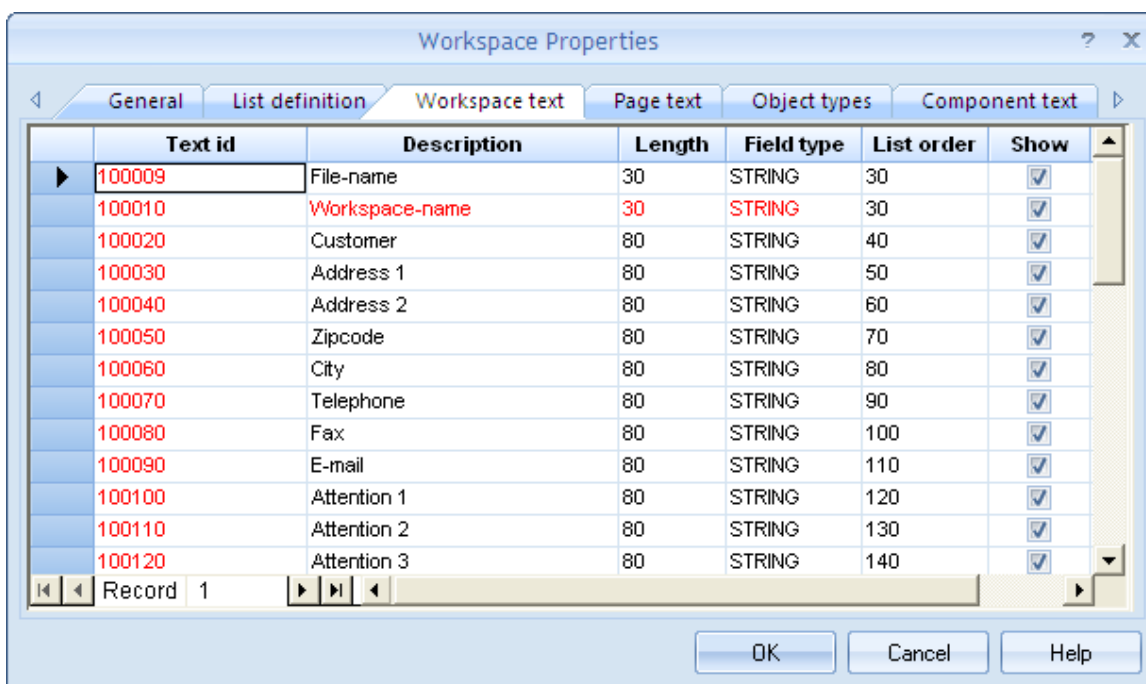 Workspace Properties ? X
General List definition Workspace text Page text Object types Component text
Text id Description Length Field type List order Show
100009 File-name 30 STRING 30
100010 Workspace-name 30 STRING 30
100020 Customer 80 STRING 40
100030 Address 1 80 STRING 50
100040 Address 2 80 STRING 60
100050 Zipcode 80 STRING 70
100060 City 80 STRING 80
100070 Telephone 80 STRING 90
100080 Fax 80 STRING 100
100090 E-mail 80 STRING 110
100100 Attention 1 80 STRING 120
100110 Attention 2 80 STRING 130
100120 Attention 3 80 STRING 140
Record 1
OK Cancel Help